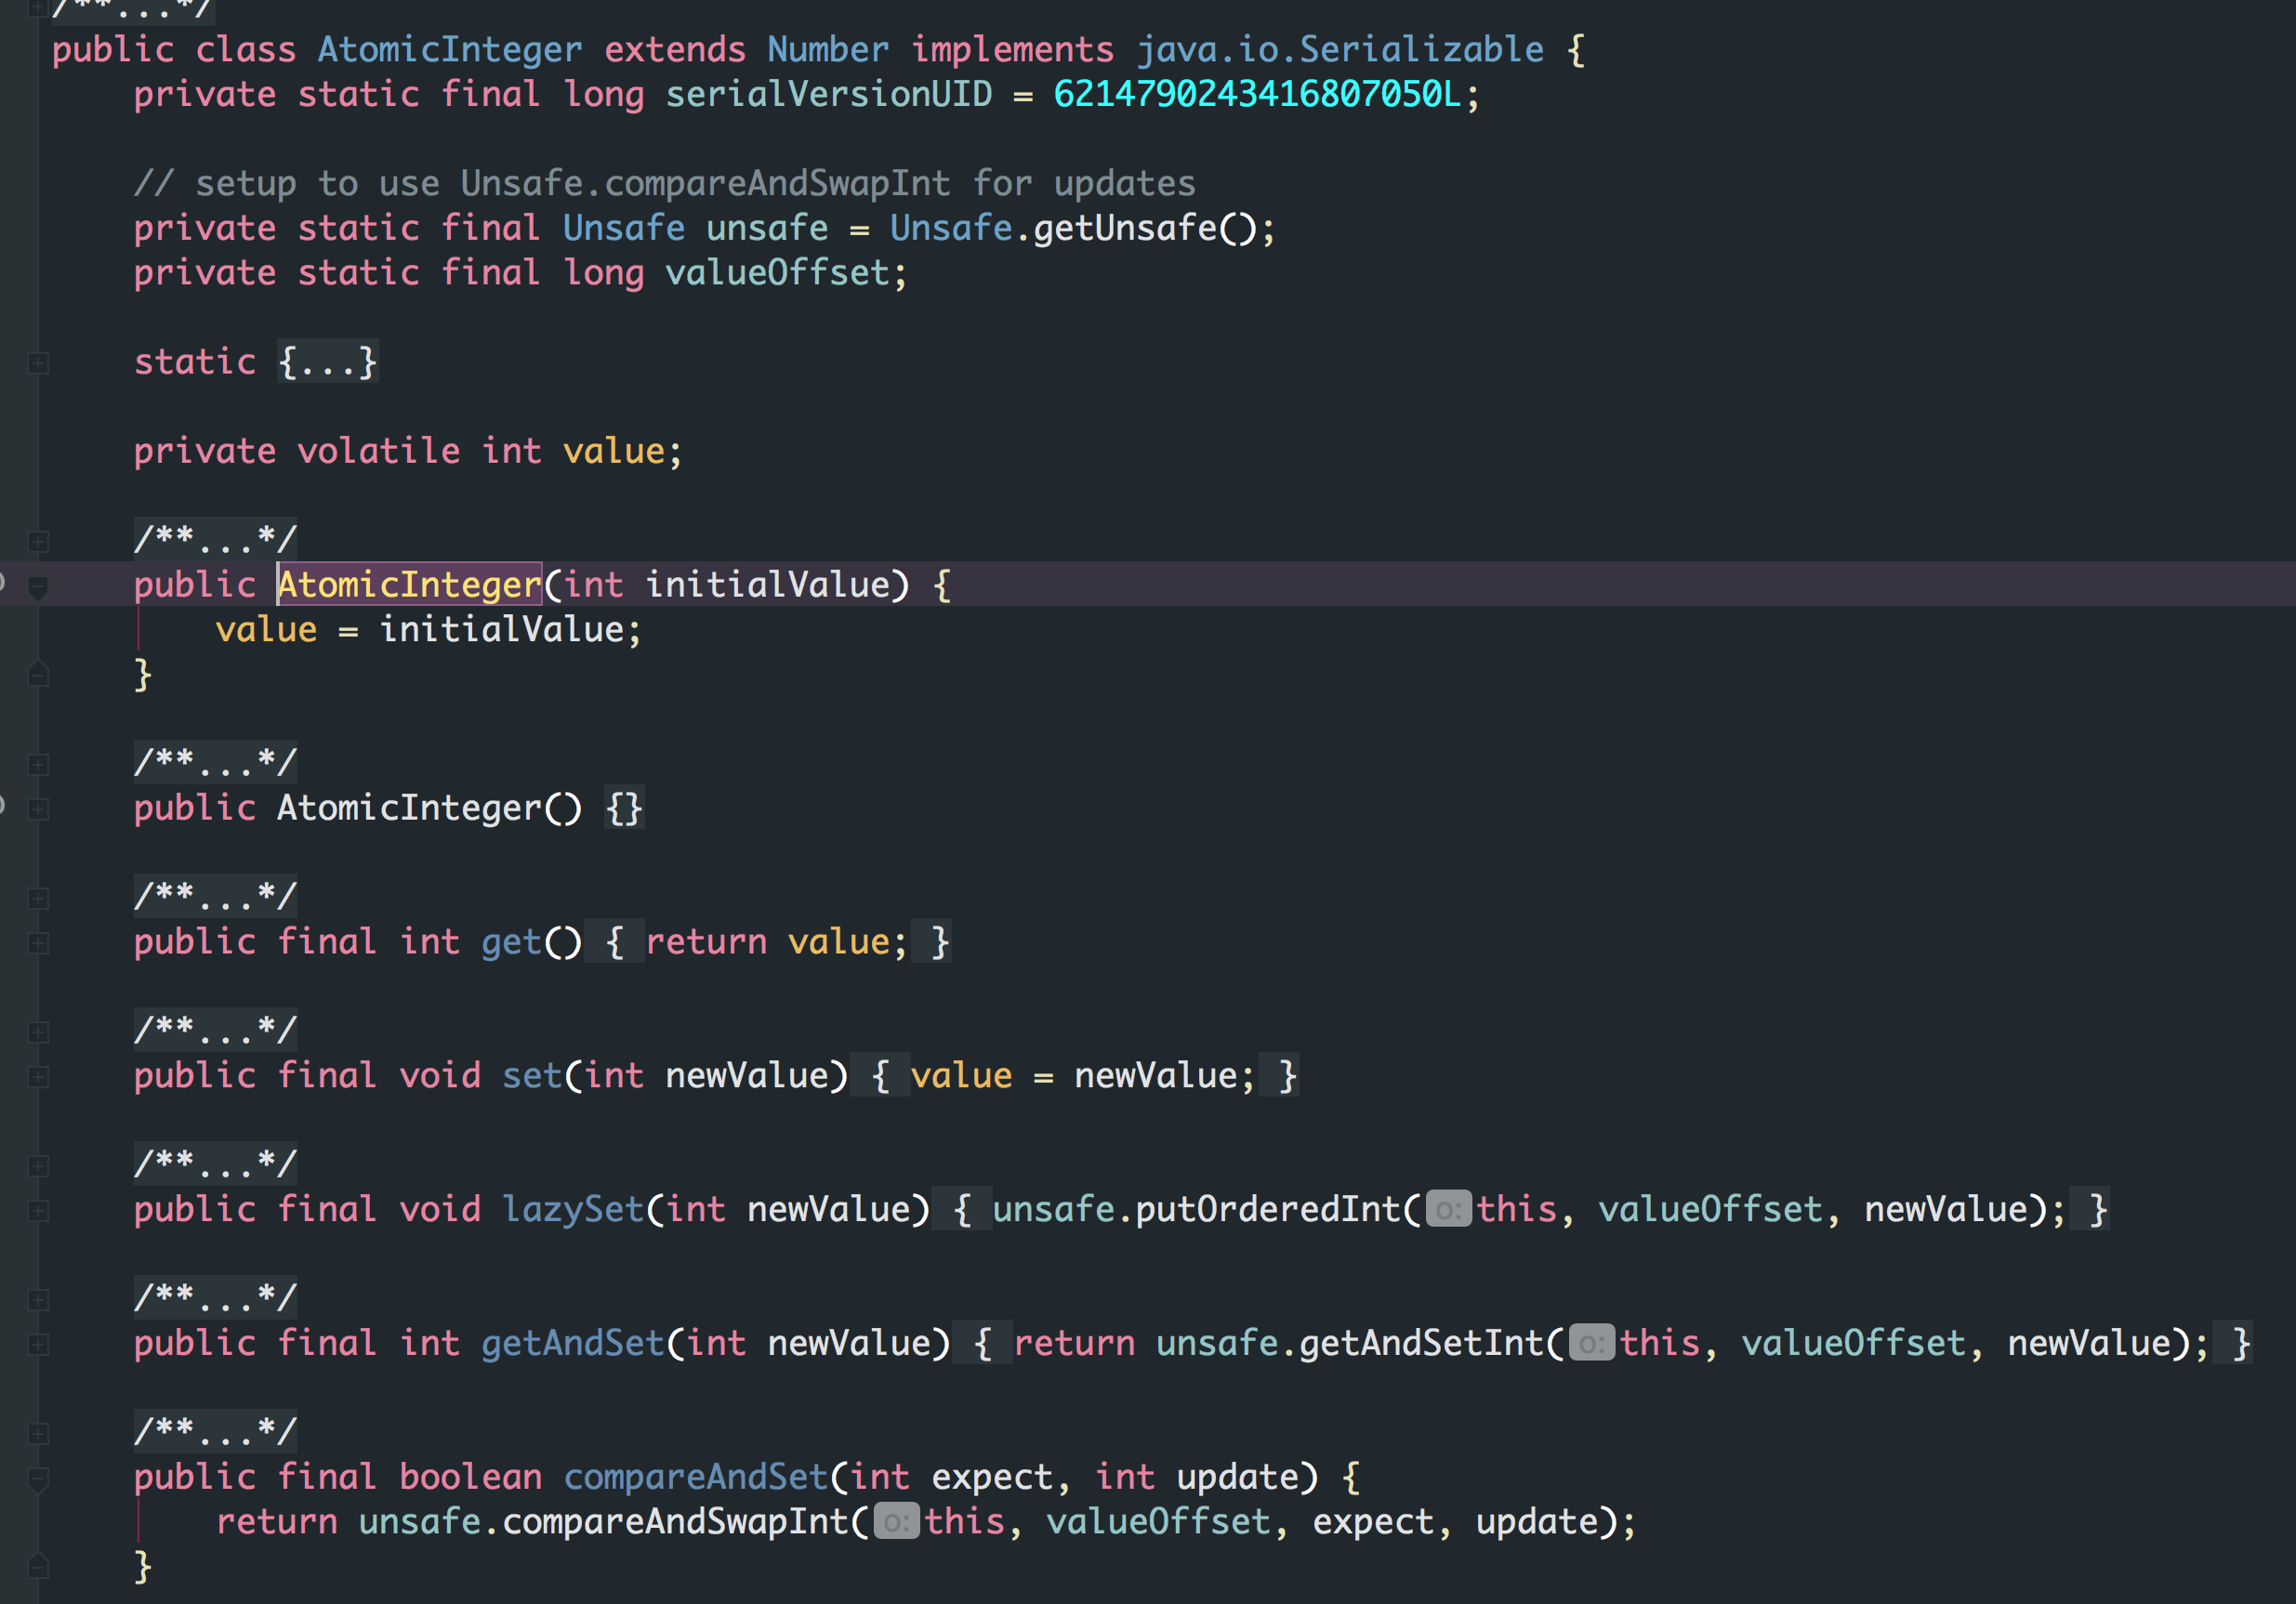 /**...*/
public class AtomicInteger extends Number implements java.io.Serializable {
    private static final long serialVersionUID = 6214790243416807050L;

    // setup to use Unsafe.compareAndSwapInt for updates
    private static final Unsafe unsafe = Unsafe.getUnsafe();
    private static final long valueOffset;

    static {...}

    private volatile int value;

    /**...*/
    public AtomicInteger(int initialValue) {
        value = initialValue;
    }

    /**...*/
    public AtomicInteger() {}

    /**...*/
    public final int get() { return value; }

    /**...*/
    public final void set(int newValue) { value = newValue; }

    /**...*/
    public final void lazySet(int newValue) { unsafe.putOrderedInt( o: this, valueOffset, newValue); }

    /**...*/
    public final int getAndSet(int newValue) { return unsafe.getAndSetInt( o: this, valueOffset, newValue); }

    /**...*/
    public final boolean compareAndSet(int expect, int update) {
        return unsafe.compareAndSwapInt( o: this, valueOffset, expect, update);
    }